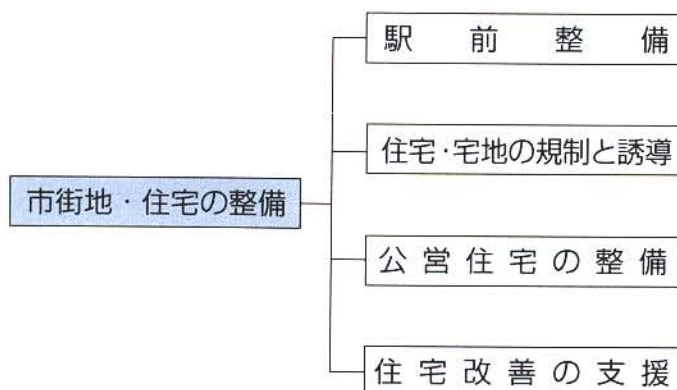 市街地・住宅の整備
駅前整備
住宅・宅地の規制と誘導
公営住宅の整備
住宅改善の支援